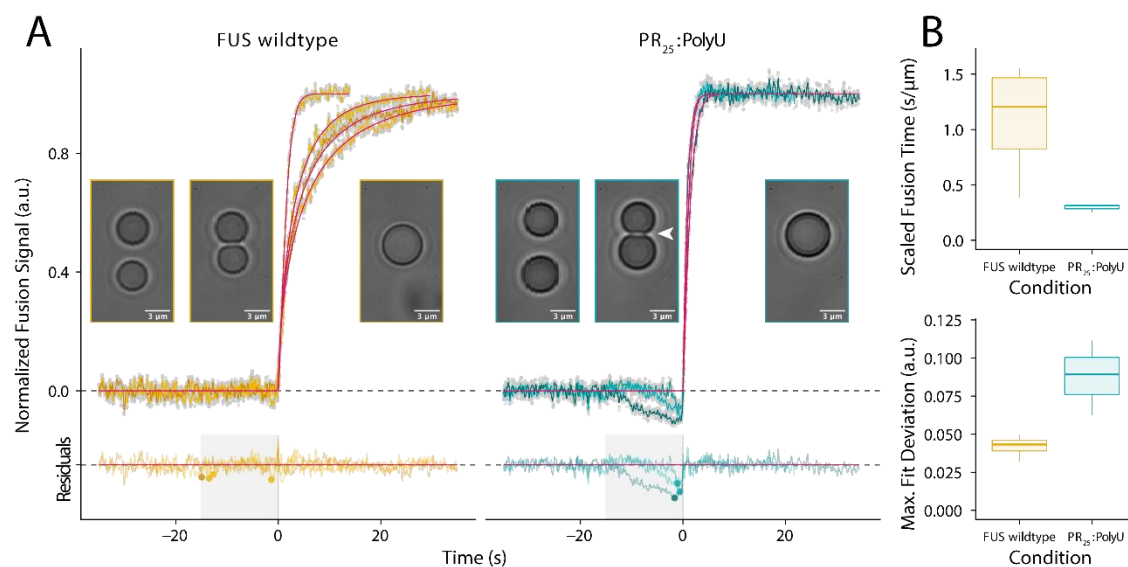 A
FUS wildtype
PR25:PolyU
Normalized Fusion Signal (a.u.)
0.8
0.4
0.0
Residuals
3 μm
3 μm
3 μm
3 μm
3 μm
3 μm
−20
0
20
−20
0
20
Time (s)
B
Scaled Fusion Time (s/μm)
1.5
1.0
0.5
0.0
FUS wildtype
PR25:PolyU
Condition
Max. Fit Deviation (a.u.)
0.125
0.100
0.075
0.050
0.025
0.000
FUS wildtype
PR25:PolyU
Condition